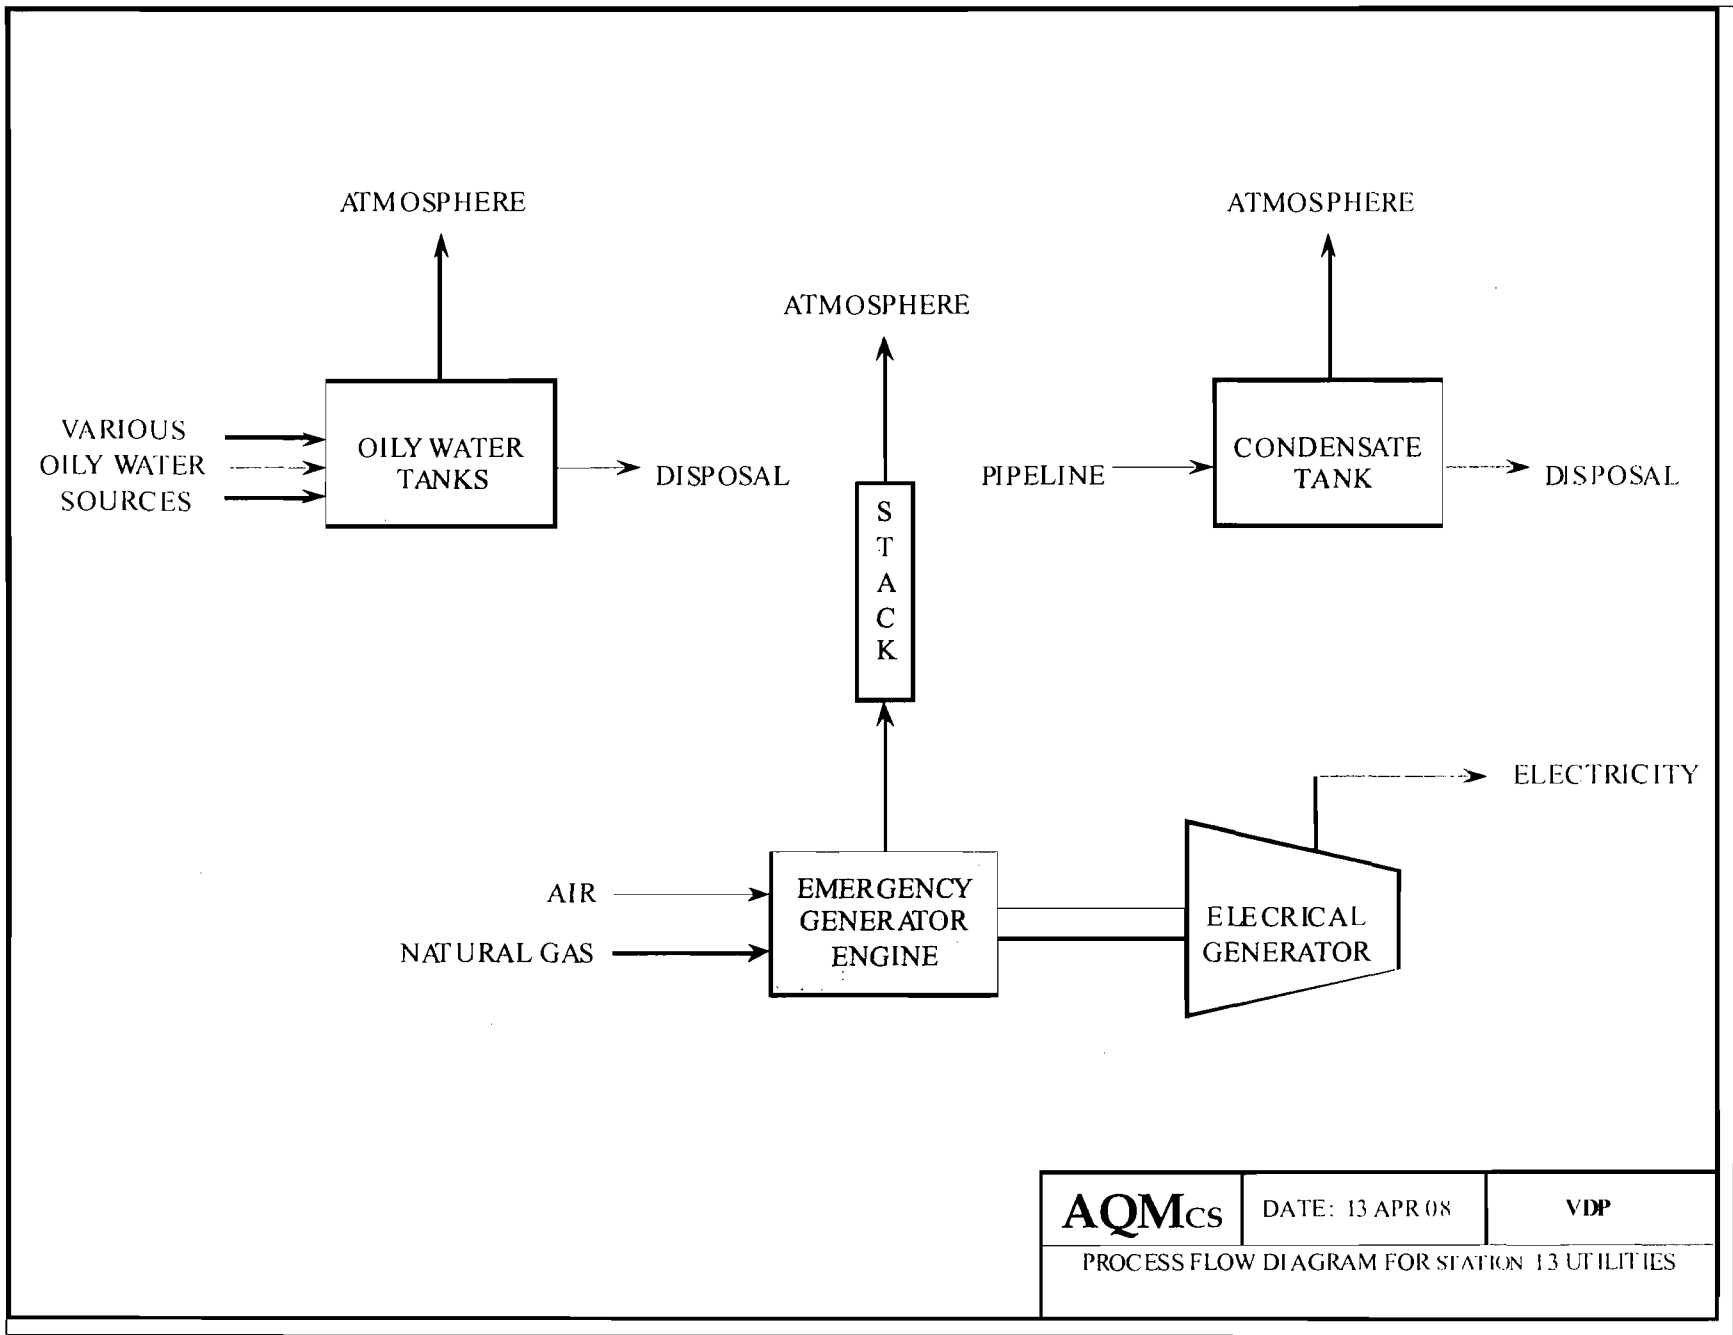 ATMOSPHERE
ATMOSPHERE
ATMOSPHERE
VARIOUS
OILY WATER
SOURCES
OILY WATER
TANKS
DISPOSAL
PIPELINE
CONDENSATE
TANK
DISPOSAL
S
T
A
C
K
ELECTRICITY
AIR
NATURAL GAS
EMERGENCY
GENERATOR
ENGINE
ELECRICAL
GENERATOR
AQMCS
DATE: 13 APR 08
VDP
PROCESS FLOW DIAGRAM FOR STATION 13 UTILITIES